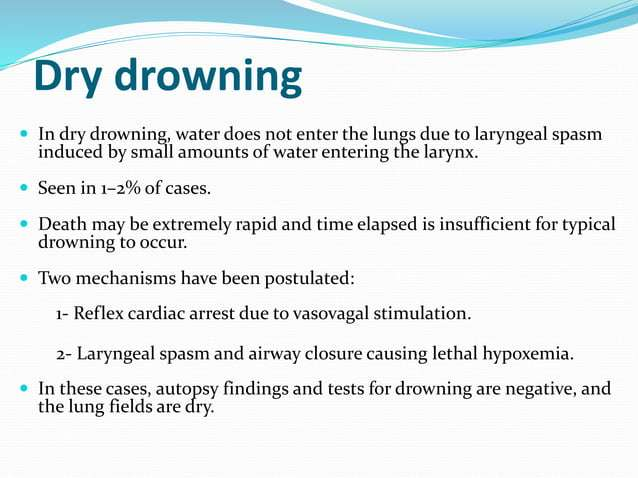 Dry drowning
• In dry drowning, water does not enter the lungs due to laryngeal spasm
induced by small amounts of water entering the larynx.
• Seen in 1–2% of cases.
• Death may be extremely rapid and time elapsed is insufficient for typical
drowning to occur.
• Two mechanisms have been postulated:
1- Reflex cardiac arrest due to vasovagal stimulation.
2- Laryngeal spasm and airway closure causing lethal hypoxemia.
• In these cases, autopsy findings and tests for drowning are negative, and
the lung fields are dry.